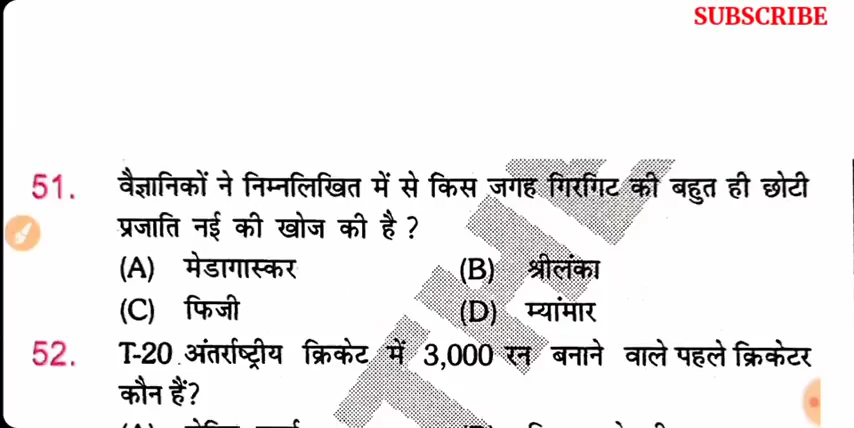 SUBSCRIBE
51. वैज्ञानिकों ने निम्नलिखित में से किस जगह गिरगिट की बहुत ही छोटी
प्रजाति नई की खोज की है ?
(A) मेडागास्कर (B) श्रीलंका
(C) फिजी (D) म्यांमार
52. T-20 अंतर्राष्ट्रीय क्रिकेट में 3,000 रन बनाने वाले पहले क्रिकेटर
कौन हैं?